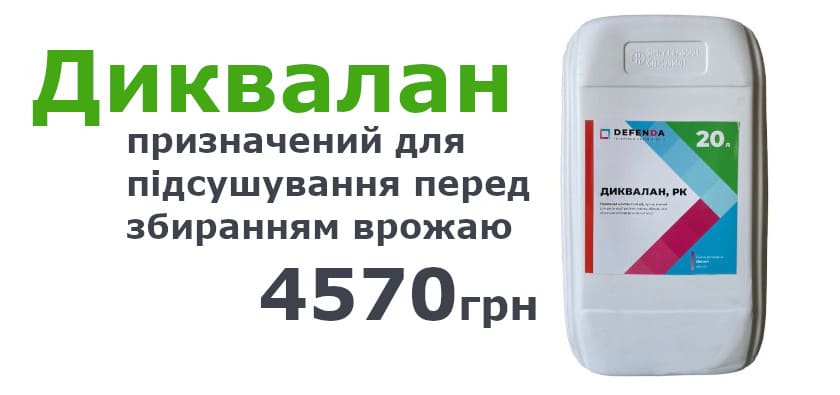 Диквалан
призначений для
підсушування перед
збиранням врожаю
4570грн
DEFENDA
20л
ДИКВАЛАН, РК